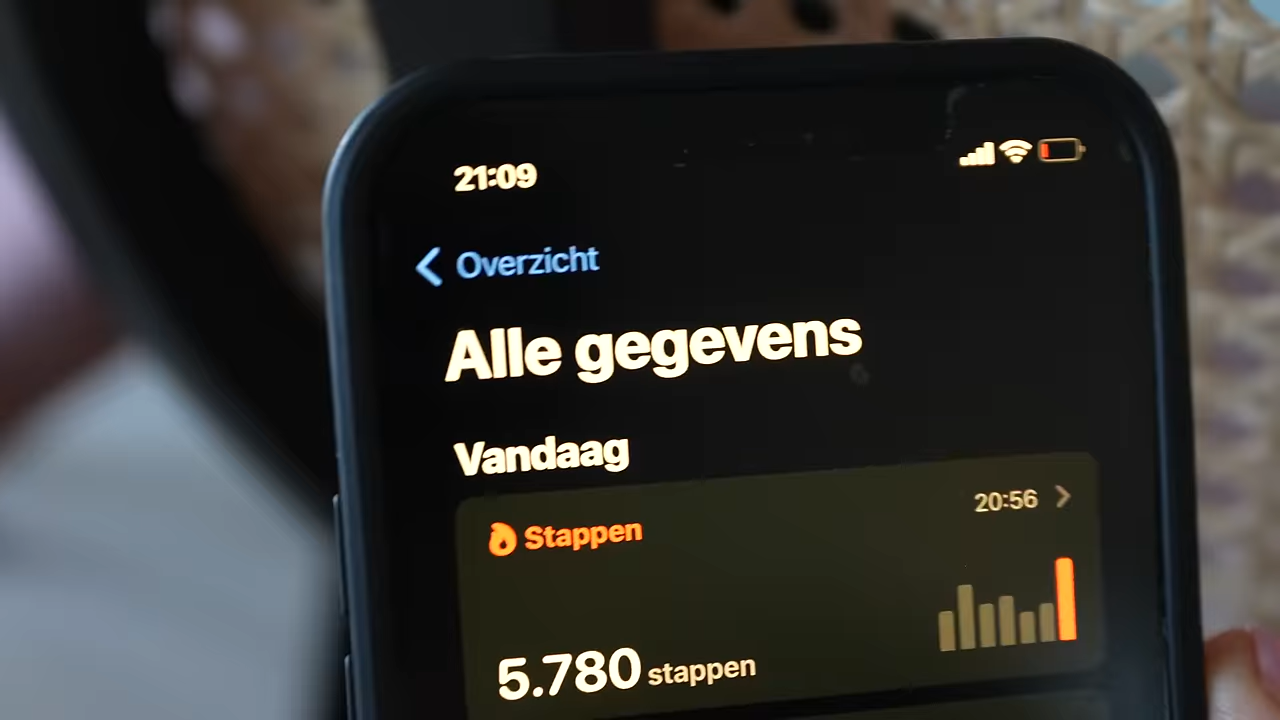 21:09
Overzicht
Alle gegevens
Vandaag
Stappen 20:56
5.780 stappen